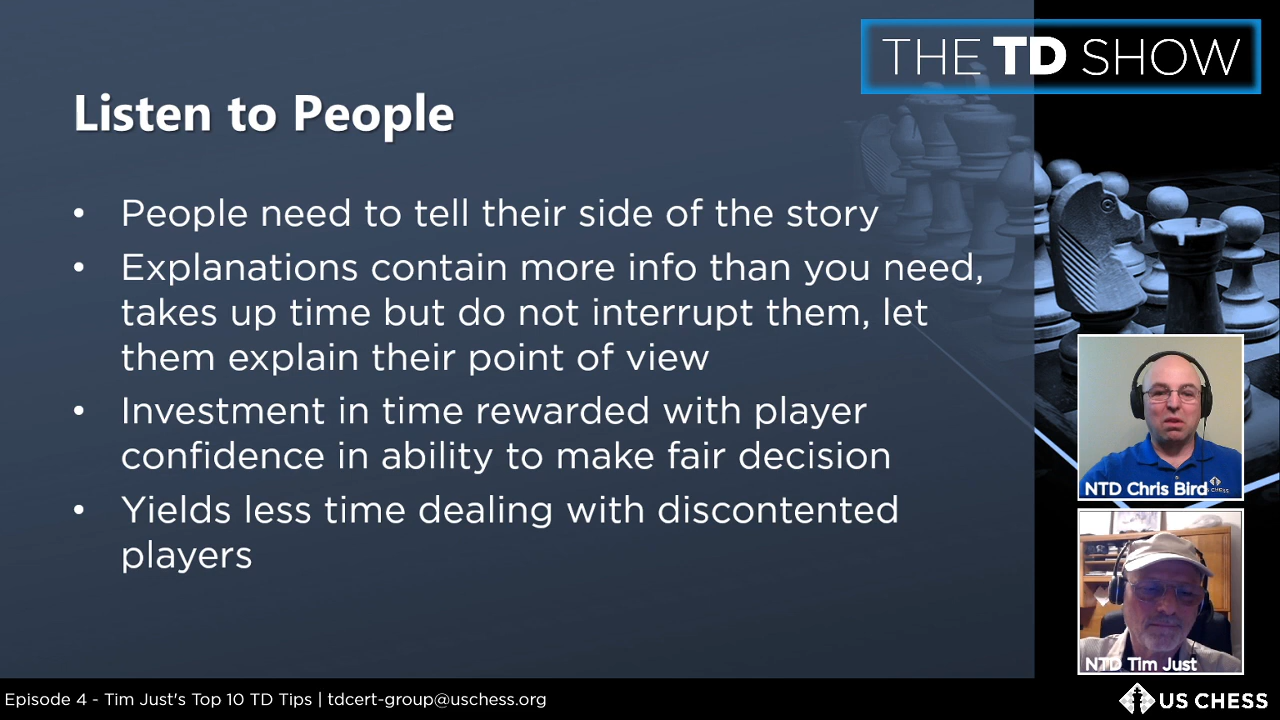 THE TD SHOW
Listen to People
• People need to tell their side of the story
• Explanations contain more info than you need,
takes up time but do not interrupt them, let
them explain their point of view
• Investment in time rewarded with player
confidence in ability to make fair decision
• Yields less time dealing with discontented
players
NTD Chris Bird
NTD Tim Just
Episode 4 - Tim Just's Top 10 TD Tips | tdcert-group@uschess.org
US CHESS